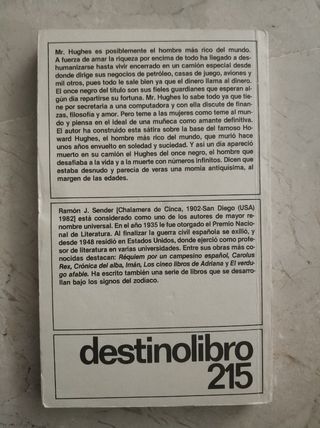 Mr. Hughes es posiblemente el hombre más rico del mundo.
A fuerza de amar la riqueza por encima de todo ha llegado a des-
humanizarse hasta vivir encerrado en un camión especial desde
donde dirige sus negocios de petróleo, casas de juego, aviones y
mil otros, pues todo le sale bien ya que el dinero llama al dinero.
El once negro del título son sus fieles guardianes que esperan al-
gún día repartirse su fortuna. Mr. Hughes lo sabe todo ya que tie-
ne por secretaria a una computadora y con ella discute de finan-
zas, filosofía y amor. Pero teme a las mujeres como teme al mun-
do y piensa en el ideal de una muñeca como amante definitiva.
El autor ha construido esta sátira sobre la base del famoso Ho-
ward Hughes, el hombre más rico del mundo, que murió hace
unos años envuelto en soledad y suciedad. Y así un día apareció
muerto en su camión el Hughes del once negro, el hombre que
desafiaba a la vida y a la muerte con números infinitos. Dicen que
estaba desnudo y parecía de veras una momia antiquísima, al
margen de las edades.
Ramón J. Sender [Chalamera de Cinca, 1902-San Diego (USA)
1982] está considerado como uno de los autores de mayor re-
nombre universal. En el año 1935 le fue otorgado el Premio Nacio-
nal de Literatura. Al finalizar la guerra civil española se exilió, y
desde 1948 residió en Estados Unidos, donde ejerció como profe-
sor de literatura en varias universidades. Entre sus obras más co-
nocidas destacan: Réquiem por un campesino español, Carolus
Rex, Crónica del alba, Imán, Los cinco libros de Adriana y El verdu-
go afable. Ha escrito también una serie de libros que se desarro-
llan bajo los signos del zodíaco.
destinolibro
215